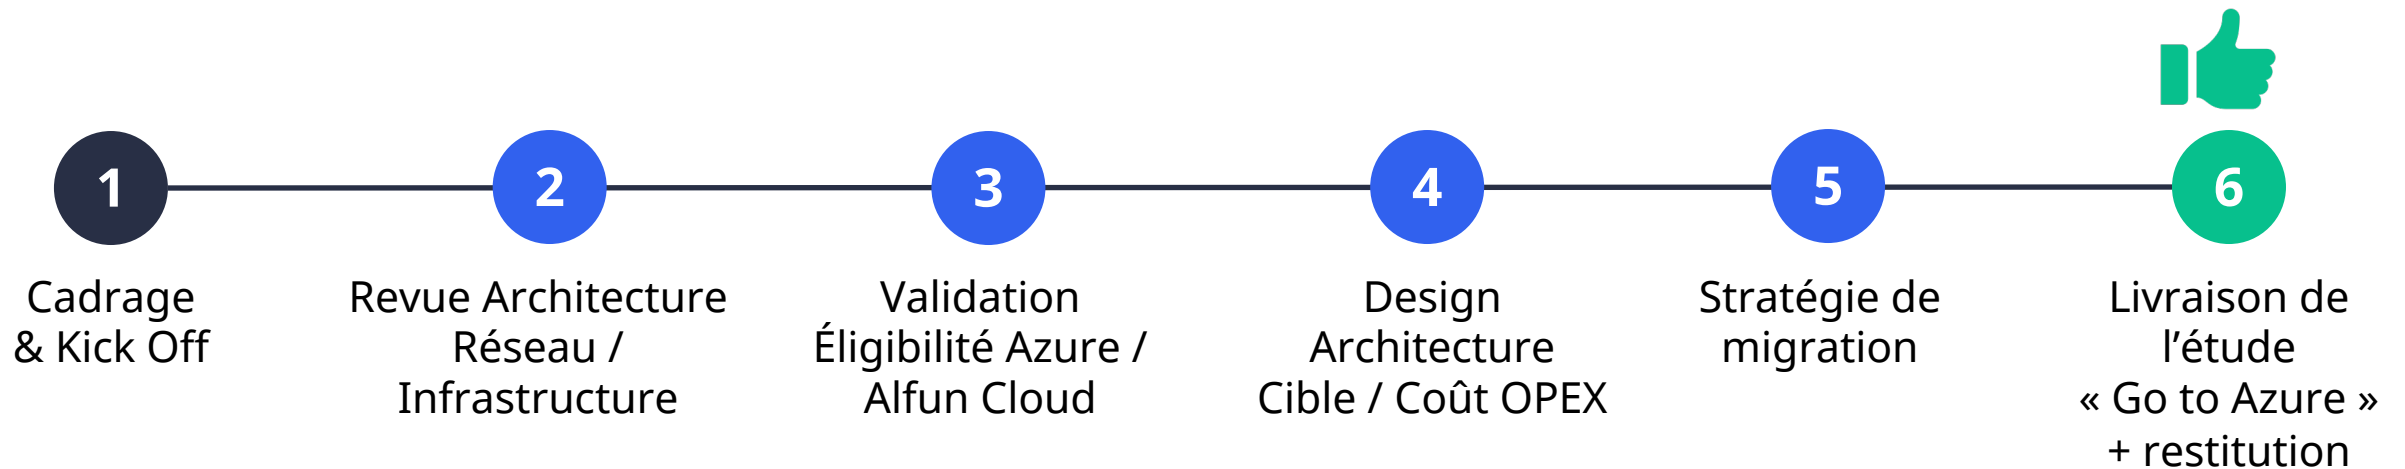 1
Cadrage
& Kick Off
2
Revue Architecture
Réseau /
Infrastructure
3
Validation
Éligibilité Azure /
Alfun Cloud
4
Design
Architecture
Cible / Coût OPEX
5
Stratégie de
migration
6
Livraison de
l’étude
« Go to Azure »
+ restitution